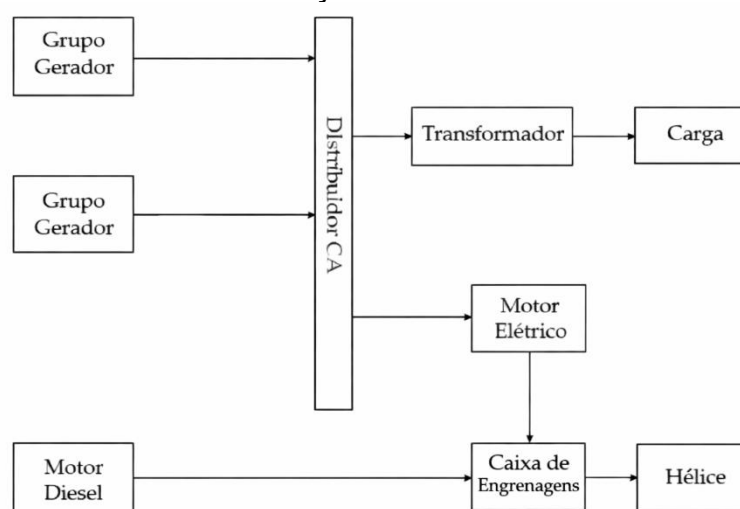 Grupo
Gerador
DIstribuidor CA
Transformador
Carga
Grupo
Gerador
Motor
Elétrico
Motor
Diesel
Caixa de
Engrenagens
Hélice